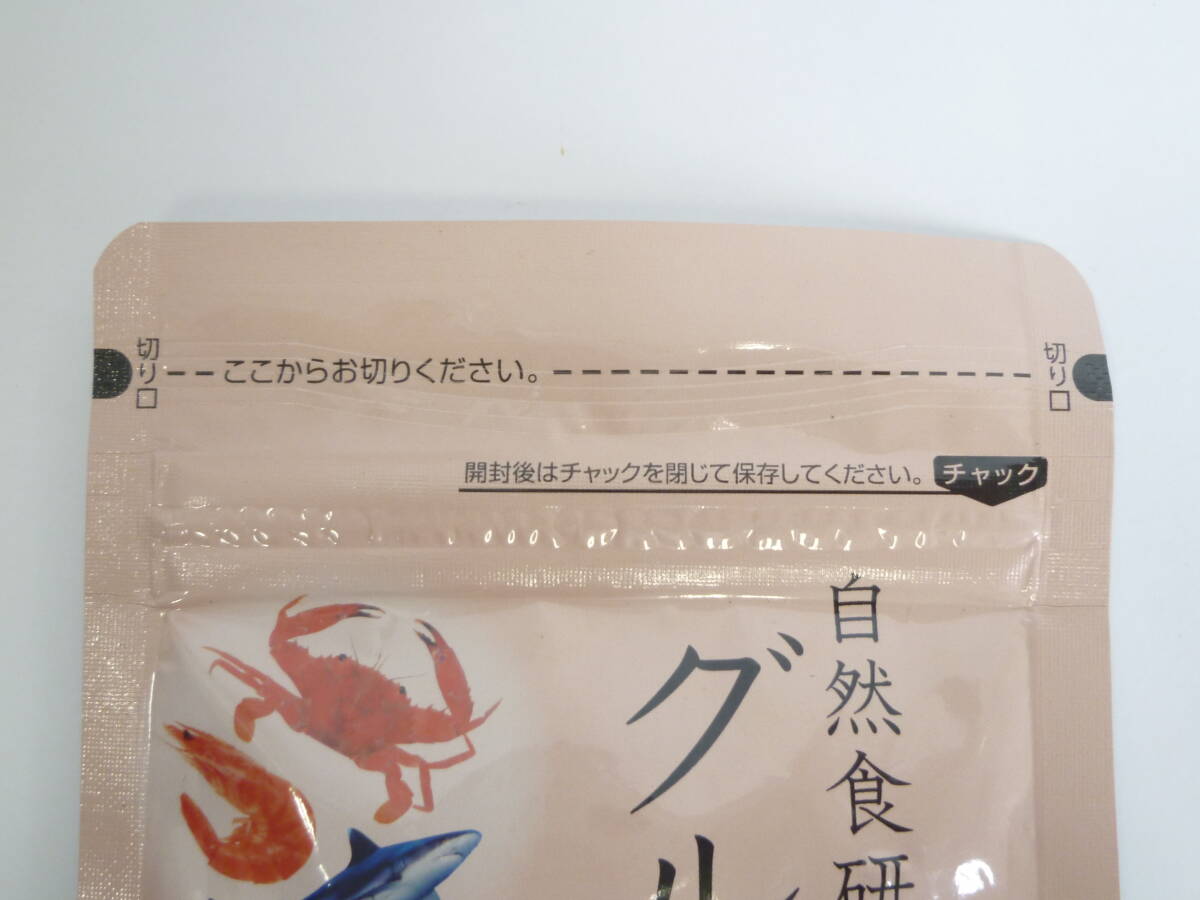 切り口
ここからお切りください。
切り口
開封後はチャックを閉じて保存してください。 チャック
自然食研
グル